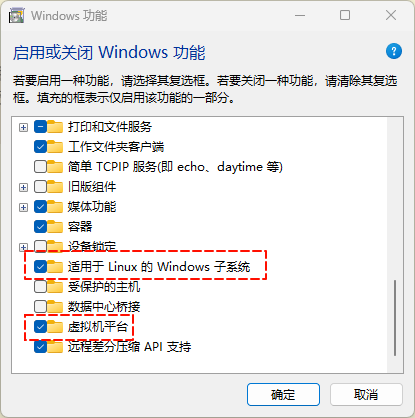 Windows 功能
启用或关闭 Windows 功能
?
若要启用一种功能，请选择其复选框。若要关闭一种功能，请清除其复选
框。填充的框表示仅启用该功能的一部分。
打印和文件服务
工作文件夹客户端
简单 TCPIP 服务(即 echo、daytime 等)
旧版组件
媒体功能
容器
设备锁定
适用于 Linux 的 Windows 子系统
受保护的主机
数据中心桥接
虚拟机平台
远程差分压缩 API 支持
确定
取消